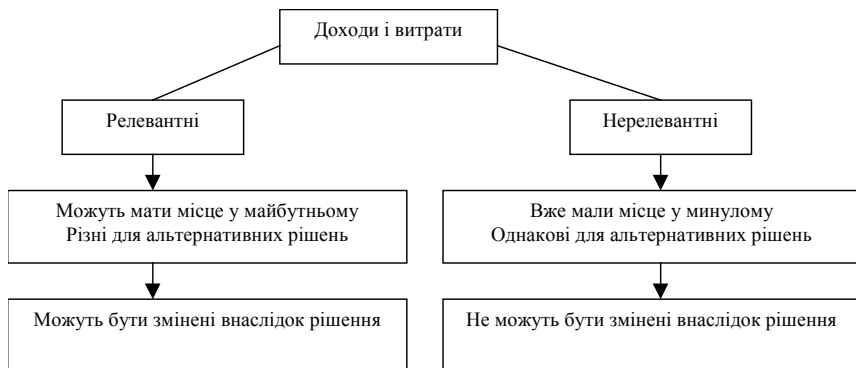 Доходи і витрати
Релевантні
Нерелевантні
Можуть мати місце у майбутньому
Різні для альтернативних рішень
Вже мали місце у минулому
Однакові для альтернативних рішень
Можуть бути змінені внаслідок рішення
Не можуть бути змінені внаслідок рішення